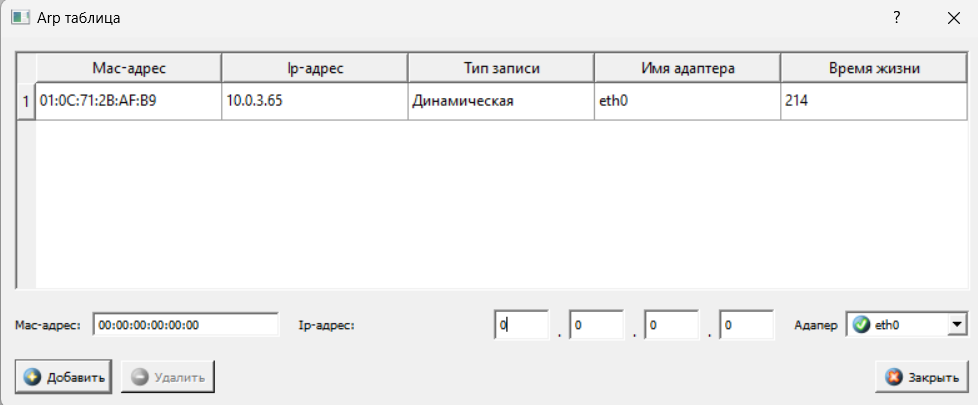 Arp таблица ?
Mac-адрес Ip-адрес Тип записи Имя адаптера Время жизни
1 01:0C:71:2B:AF:B9 10.0.3.65 Динамическая eth0 214
Mac-адрес: 00:00:00:00:00:00 Ip-адрес: 0 . 0 . 0 . 0 Адапер eth0
Добавить Удалить Закрыть